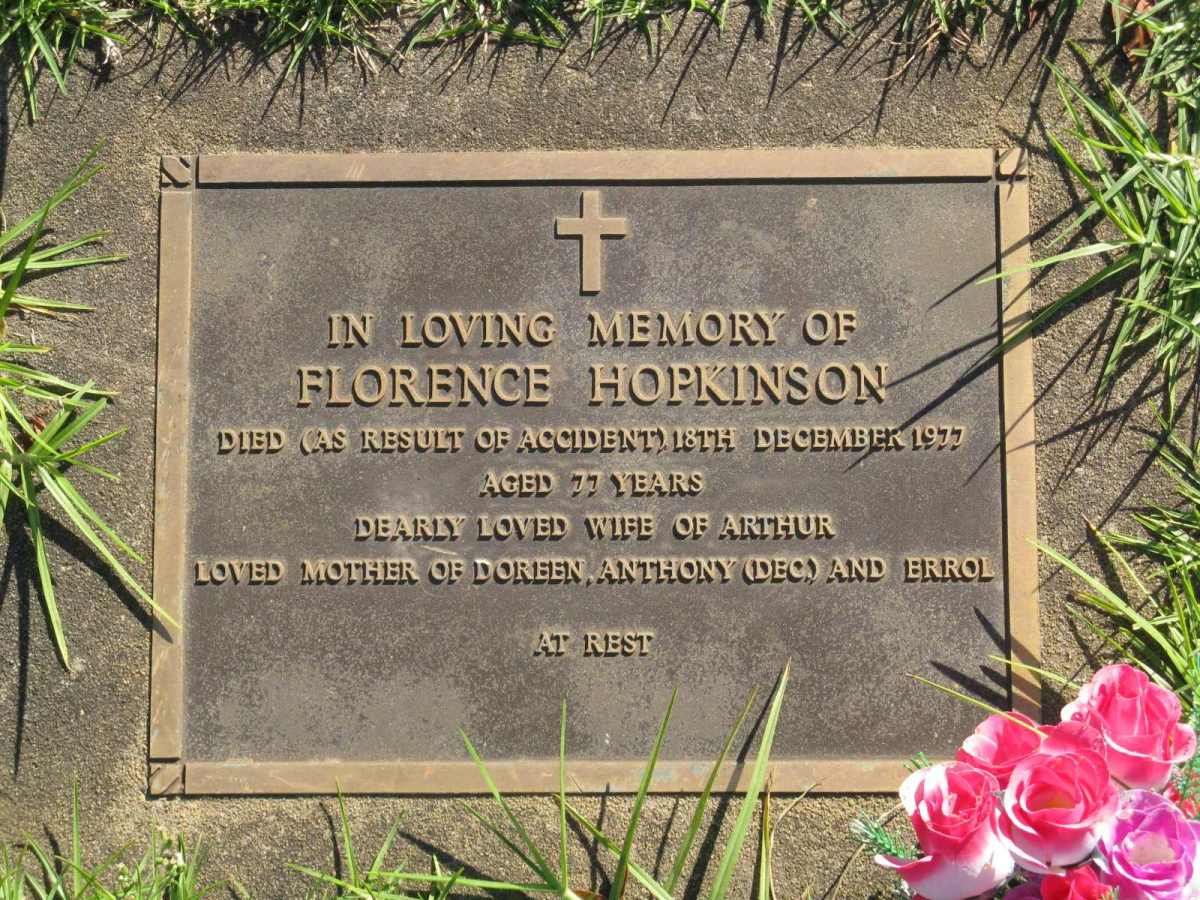 IN LOVING MEMORY OF
FLORENCE HOPKINSON
DIED (AS RESULT OF ACCIDENT), 18TH DECEMBER 1977
AGED 77 YEARS
DEARLY LOVED WIFE OF ARTHUR
LOVED MOTHER OF DOREEN, ANTHONY (DEC.) AND ERROL
AT REST